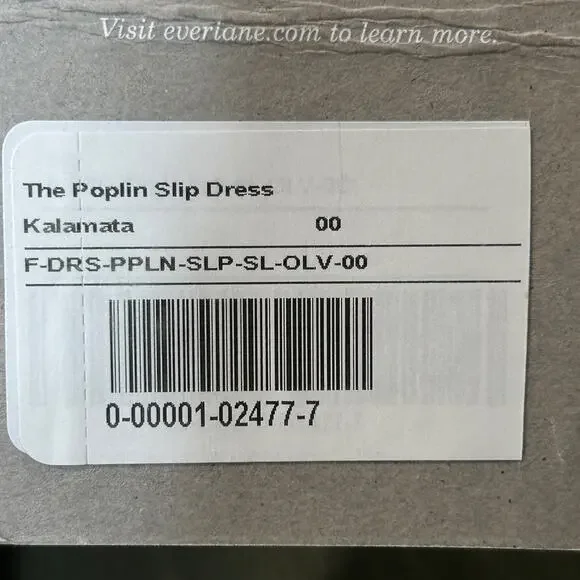 Visit everlane.com to learn more.
The Poplin Slip Dress
Kalamata 00
F-DRS-PPLN-SLP-SL-OLV-00
0-00001-02477-7